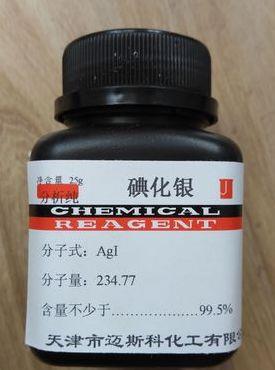 净含量 25g
分析纯
碘化银
J
CHEMICAL
REAGENT
分子式：AgI
分子量：234.77
含量不少于..................99.5%
天津市迈斯科化工有限公